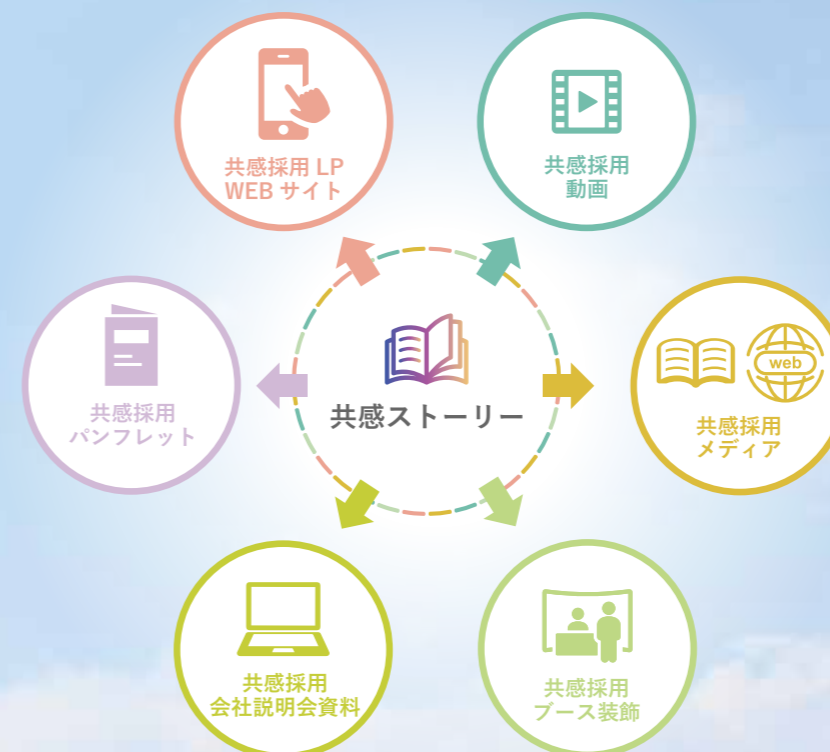 共感採用 LP
WEB サイト
共感採用
動画
共感採用
パンフレット
共感ストーリー
web
共感採用
メディア
共感採用
会社説明会資料
共感採用
ブース装飾